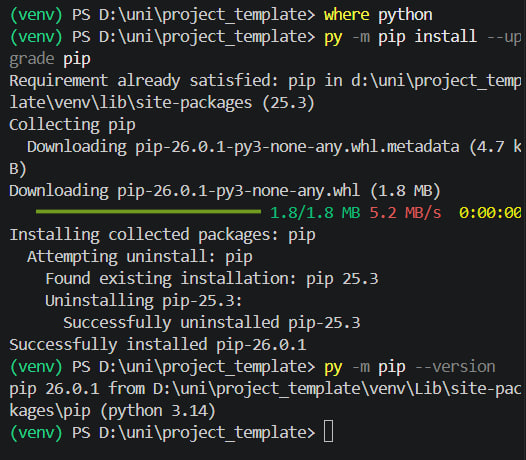 (venv) PS D:\uni\project_template> where python
(venv) PS D:\uni\project_template> py -m pip install --up
grade pip
Requirement already satisfied: pip in d:\uni\project_temp
late\venv\lib\site-packages (25.3)
Collecting pip
  Downloading pip-26.0.1-py3-none-any.whl.metadata (4.7 k
B)
Downloading pip-26.0.1-py3-none-any.whl (1.8 MB)
1.8/1.8 MB 5.2 MB/s  0:00:00
Installing collected packages: pip
  Attempting uninstall: pip
    Found existing installation: pip 25.3
    Uninstalling pip-25.3:
      Successfully uninstalled pip-25.3
Successfully installed pip-26.0.1
(venv) PS D:\uni\project_template> py -m pip --version
pip 26.0.1 from D:\uni\project_template\venv\Lib\site-pac
kages\pip (python 3.14)
(venv) PS D:\uni\project_template>